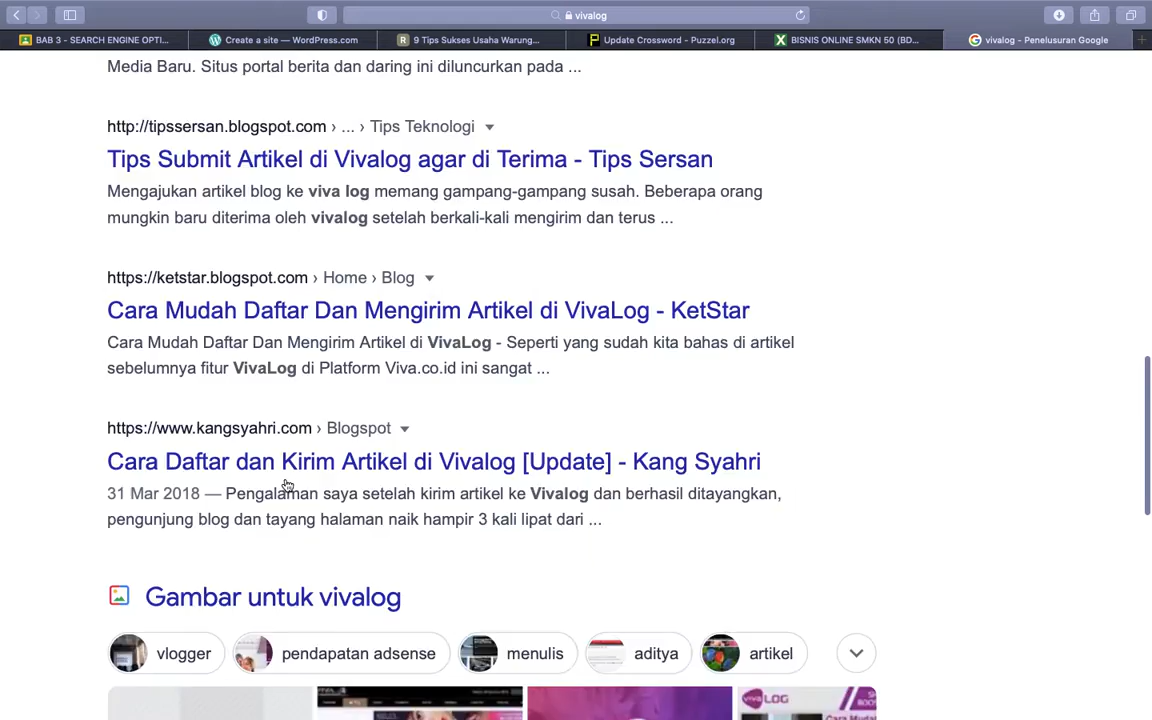 vivalog
BAB 3 - SEARCH ENGINE OPTI...
Create a site — WordPress.com
9 Tips Sukses Usaha Warung...
Update Crossword - Puzzel.org
BISNIS ONLINE SMKN 50 (BD...
vivalog - Penelusuran Google
Media Baru. Situs portal berita dan daring ini diluncurkan pada ...
http://tipssersan.blogspot.com › ... › Tips Teknologi
Tips Submit Artikel di Vivalog agar di Terima - Tips Sersan
Mengajukan artikel blog ke viva log memang gampang-gampang susah. Beberapa orang
mungkin baru diterima oleh vivalog setelah berkali-kali mengirim dan terus ...
https://ketstar.blogspot.com › Home › Blog
Cara Mudah Daftar Dan Mengirim Artikel di VivaLog - KetStar
Cara Mudah Daftar Dan Mengirim Artikel di VivaLog - Seperti yang sudah kita bahas di artikel
sebelumnya fitur VivaLog di Platform Viva.co.id ini sangat ...
https://www.kangsyahri.com › Blogspot
Cara Daftar dan Kirim Artikel di Vivalog [Update] - Kang Syahri
31 Mar 2018 — Pengalaman saya setelah kirim artikel ke Vivalog dan berhasil ditayangkan,
pengunjung blog dan tayang halaman naik hampir 3 kali lipat dari ...
Gambar untuk vivalog
vlogger
pendapatan adsense
menulis
aditya
artikel